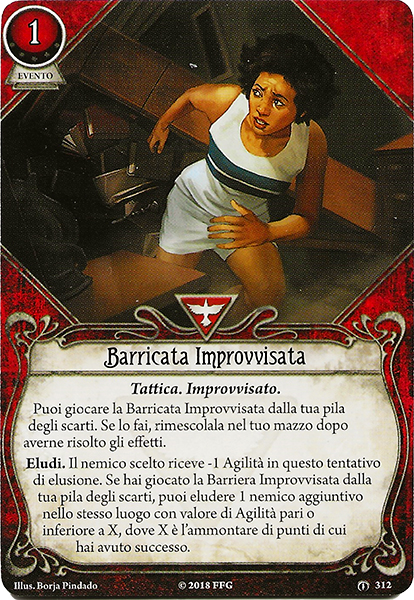 1
EVENTO
Barricata Improvvisata
Tattica. Improvvisato.
Puoi giocare la Barricata Improvvisata dalla tua pila
degli scarti. Se lo fai, rimescolala nel tuo mazzo dopo
averne risolto gli effetti.
Eludi. Il nemico scelto riceve -1 Agilità in questo tentativo
di elusione. Se hai giocato la Barriera Improvvisata dalla
tua pila degli scarti, puoi eludere 1 nemico aggiuntivo
nello stesso luogo con valore di Agilità pari o
inferiore a X, dove X è l'ammontare di punti di cui
hai avuto successo.
Illus. Borja Pindado © 2018 FFG 312